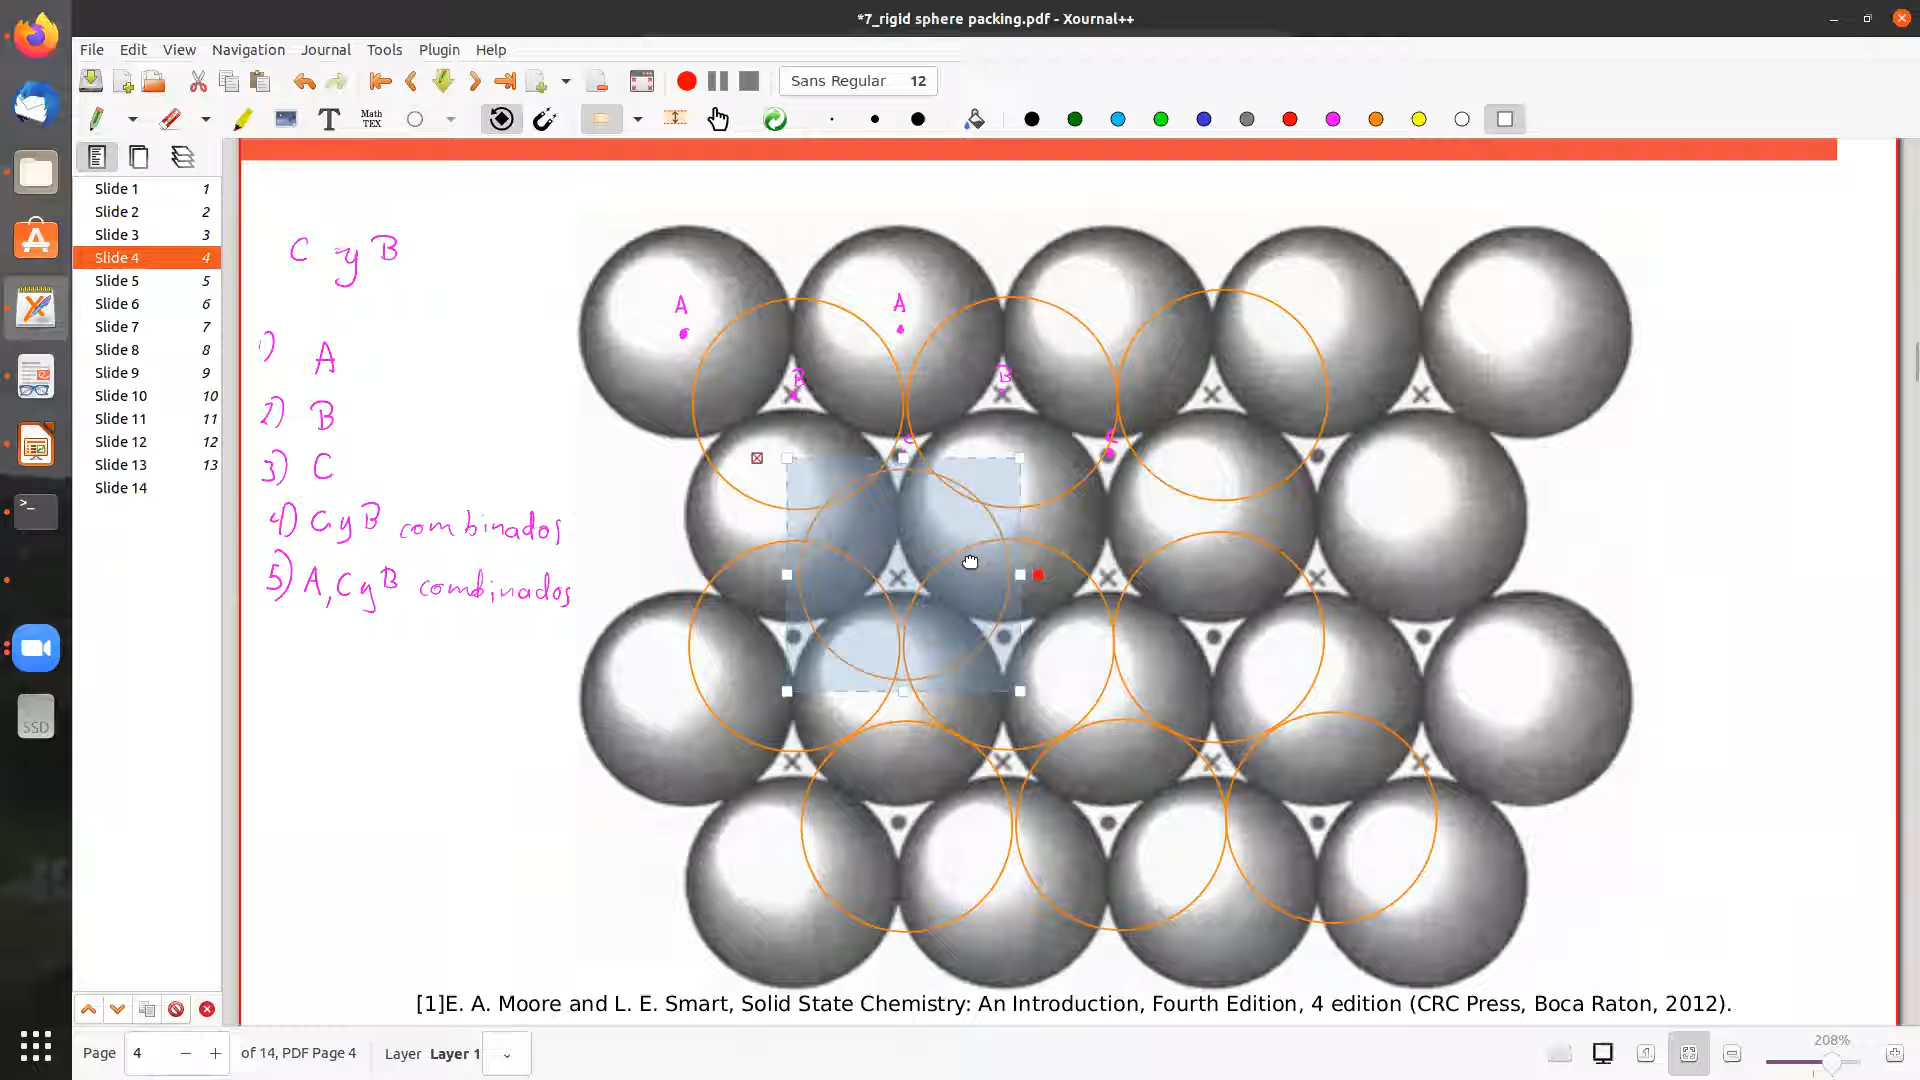 *7_rigid sphere packing.pdf - Xournal++
File Edit View Navigation Journal Tools Plugin Help
Sans Regular 12
T Math TEX
Slide 1 1
Slide 2 2
Slide 3 3
Slide 4 4
Slide 5 5
Slide 6 6
Slide 7 7
Slide 8 8
Slide 9 9
Slide 10 10
Slide 11 11
Slide 12 12
Slide 13 13
Slide 14
C y B
1) A
2) B
3) C
4) C y B combinados
5) A, C y B combinados
A A
B B
C C
[1]E. A. Moore and L. E. Smart, Solid State Chemistry: An Introduction, Fourth Edition, 4 edition (CRC Press, Boca Raton, 2012).
SSD
Page 4 of 14, PDF Page 4 Layer Layer 1
208%